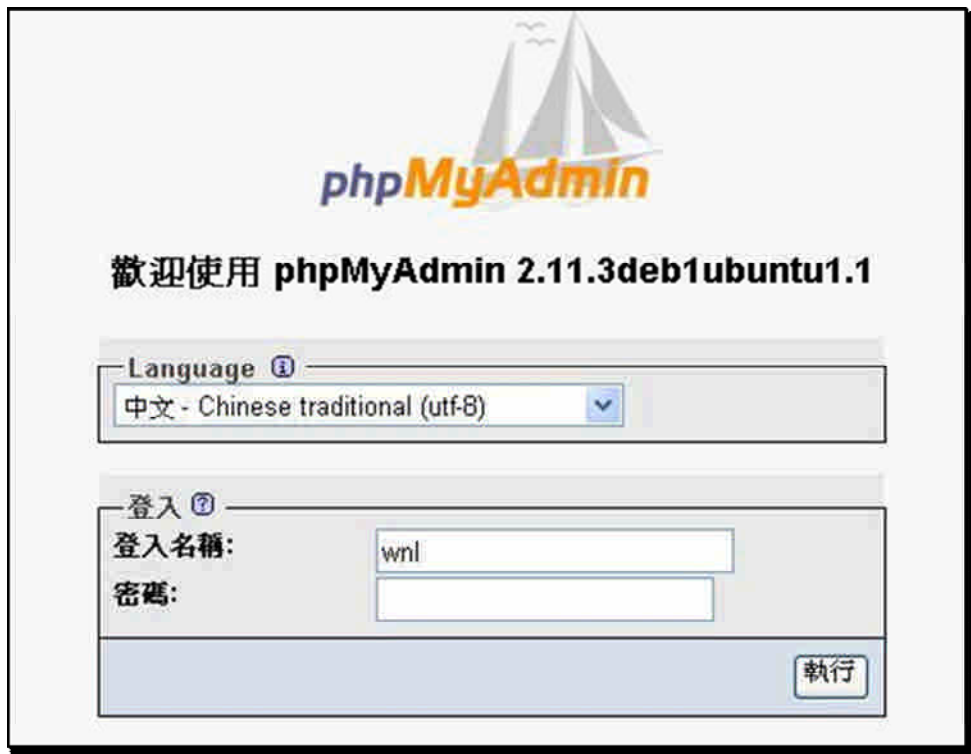 phpMyAdmin
歡迎使用 phpMyAdmin 2.11.3deb1ubuntu1.1
Language
中文 - Chinese traditional (utf-8)
登入
登入名稱: wnl
密碼:
執行